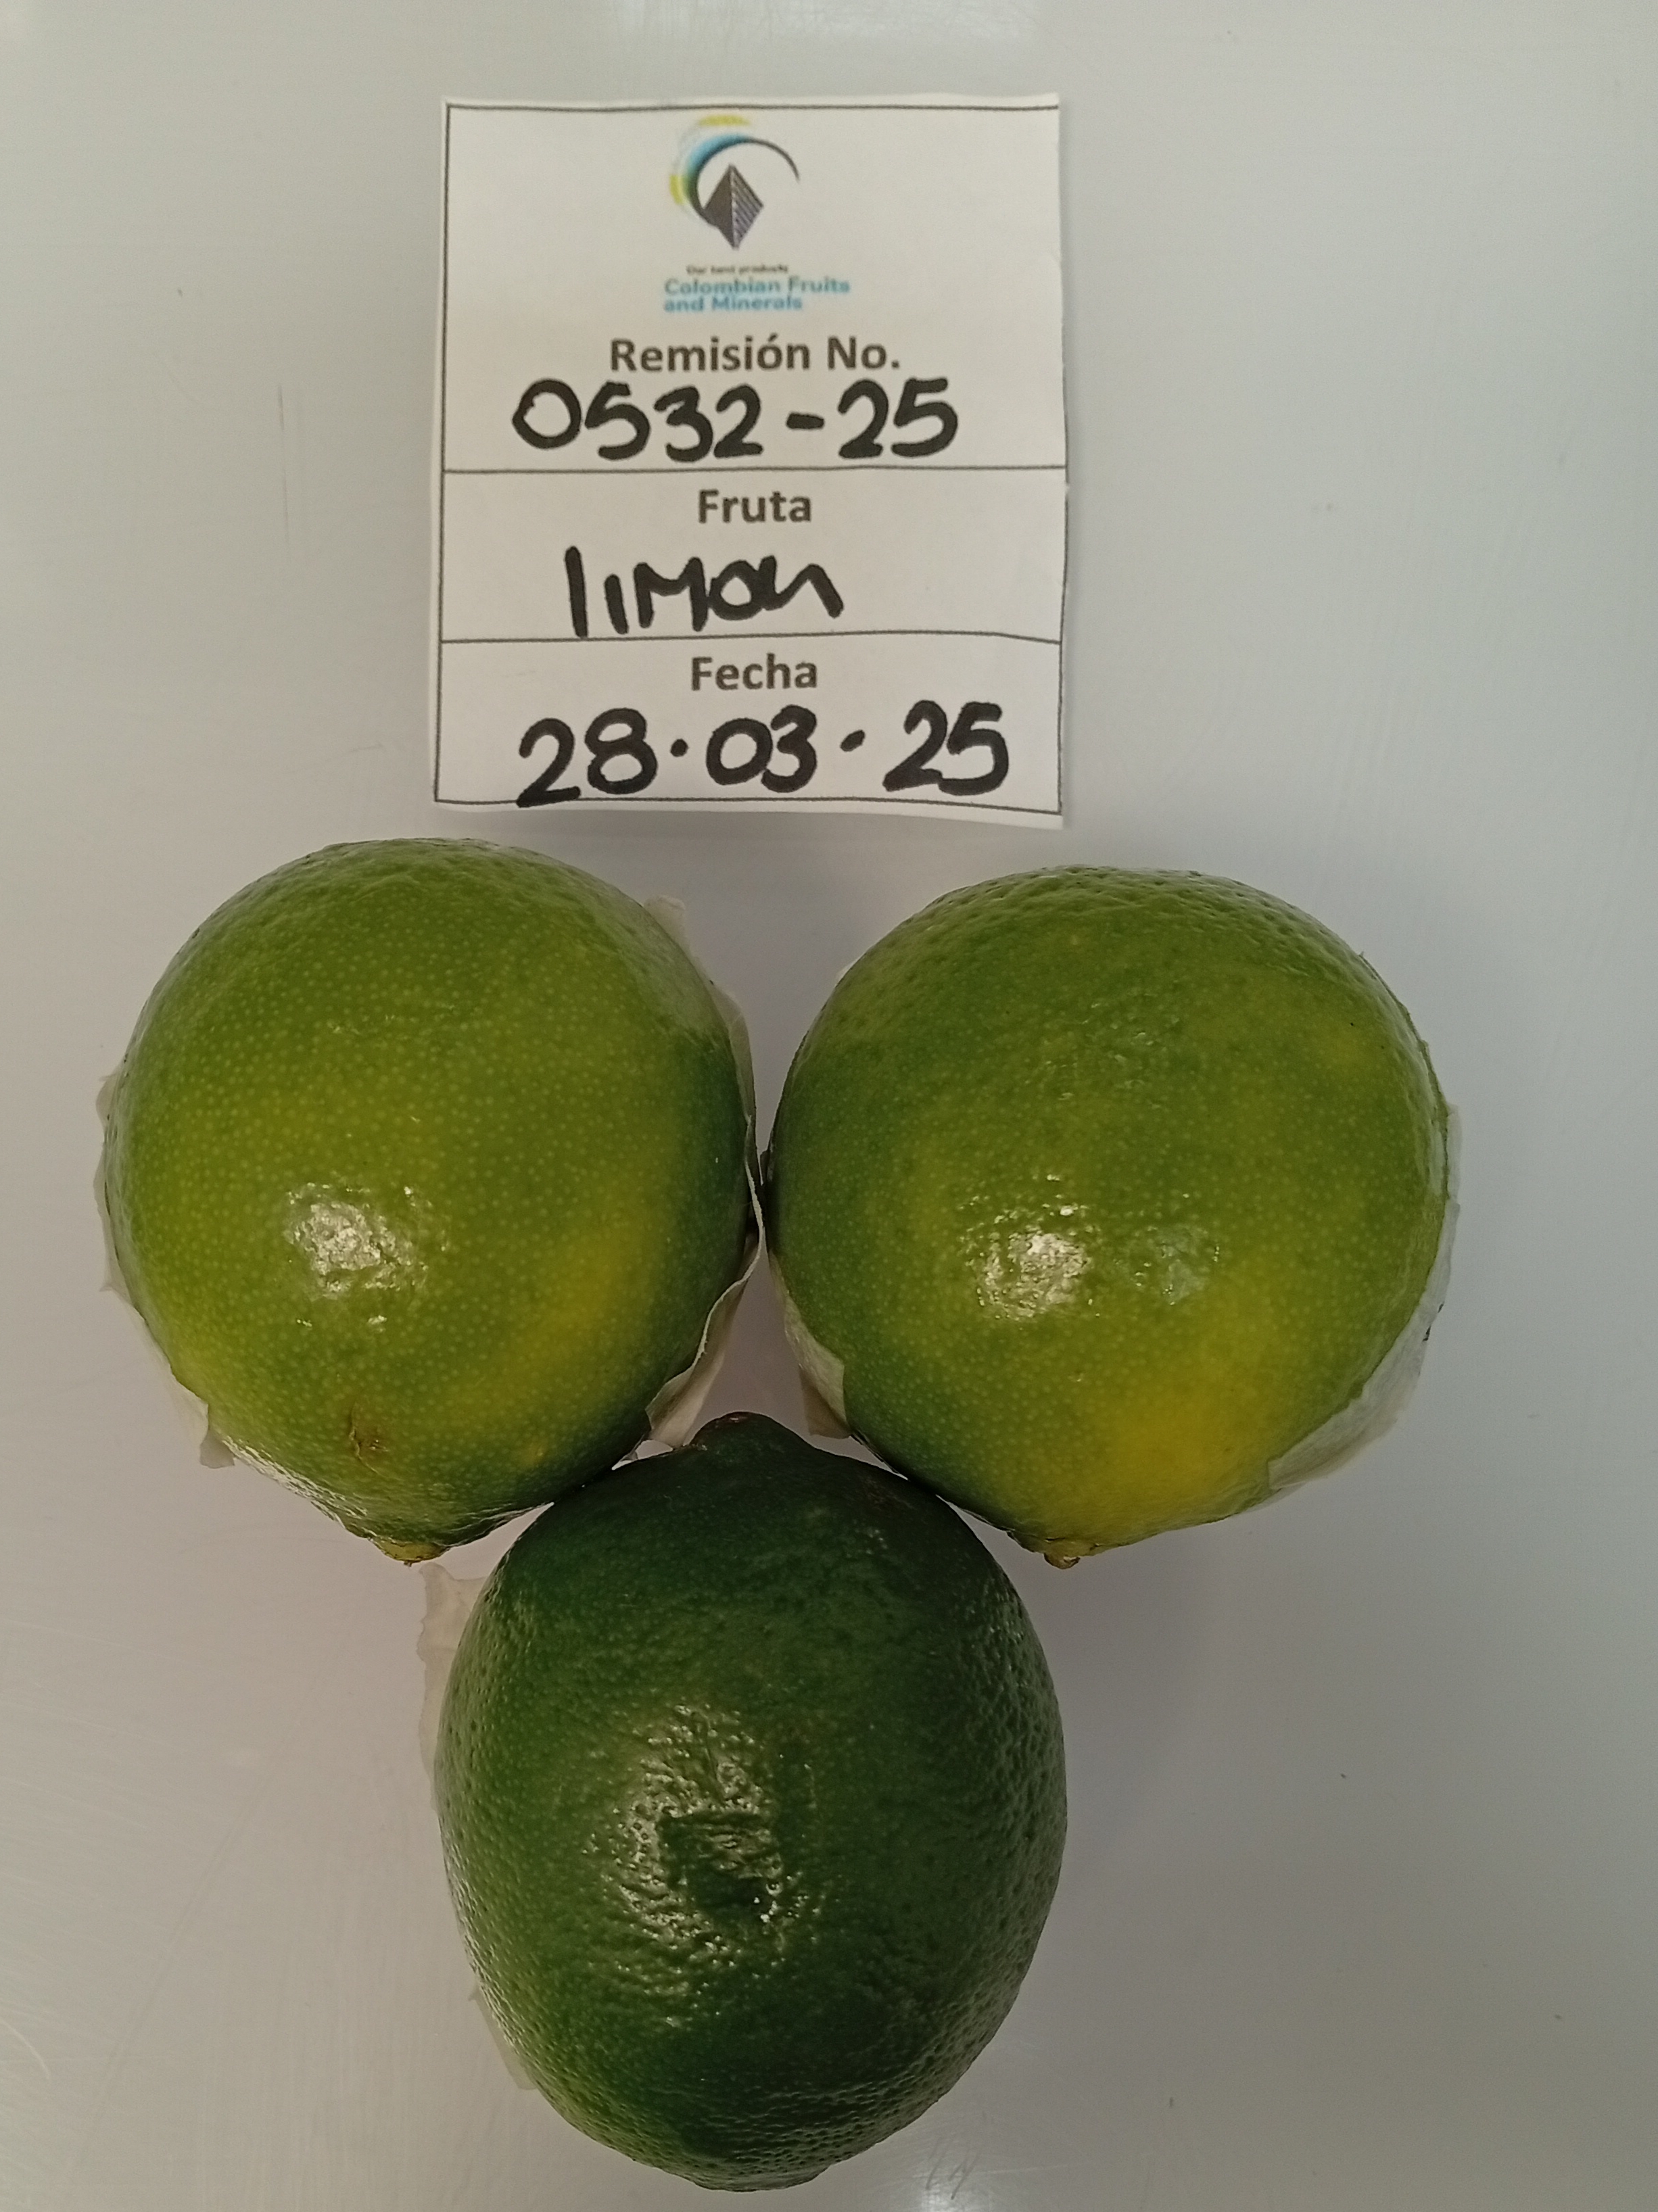 Our best products
Colombian Fruits
and Minerals
Remisión No.
0532-25
Fruta
limon
Fecha
28·03·25